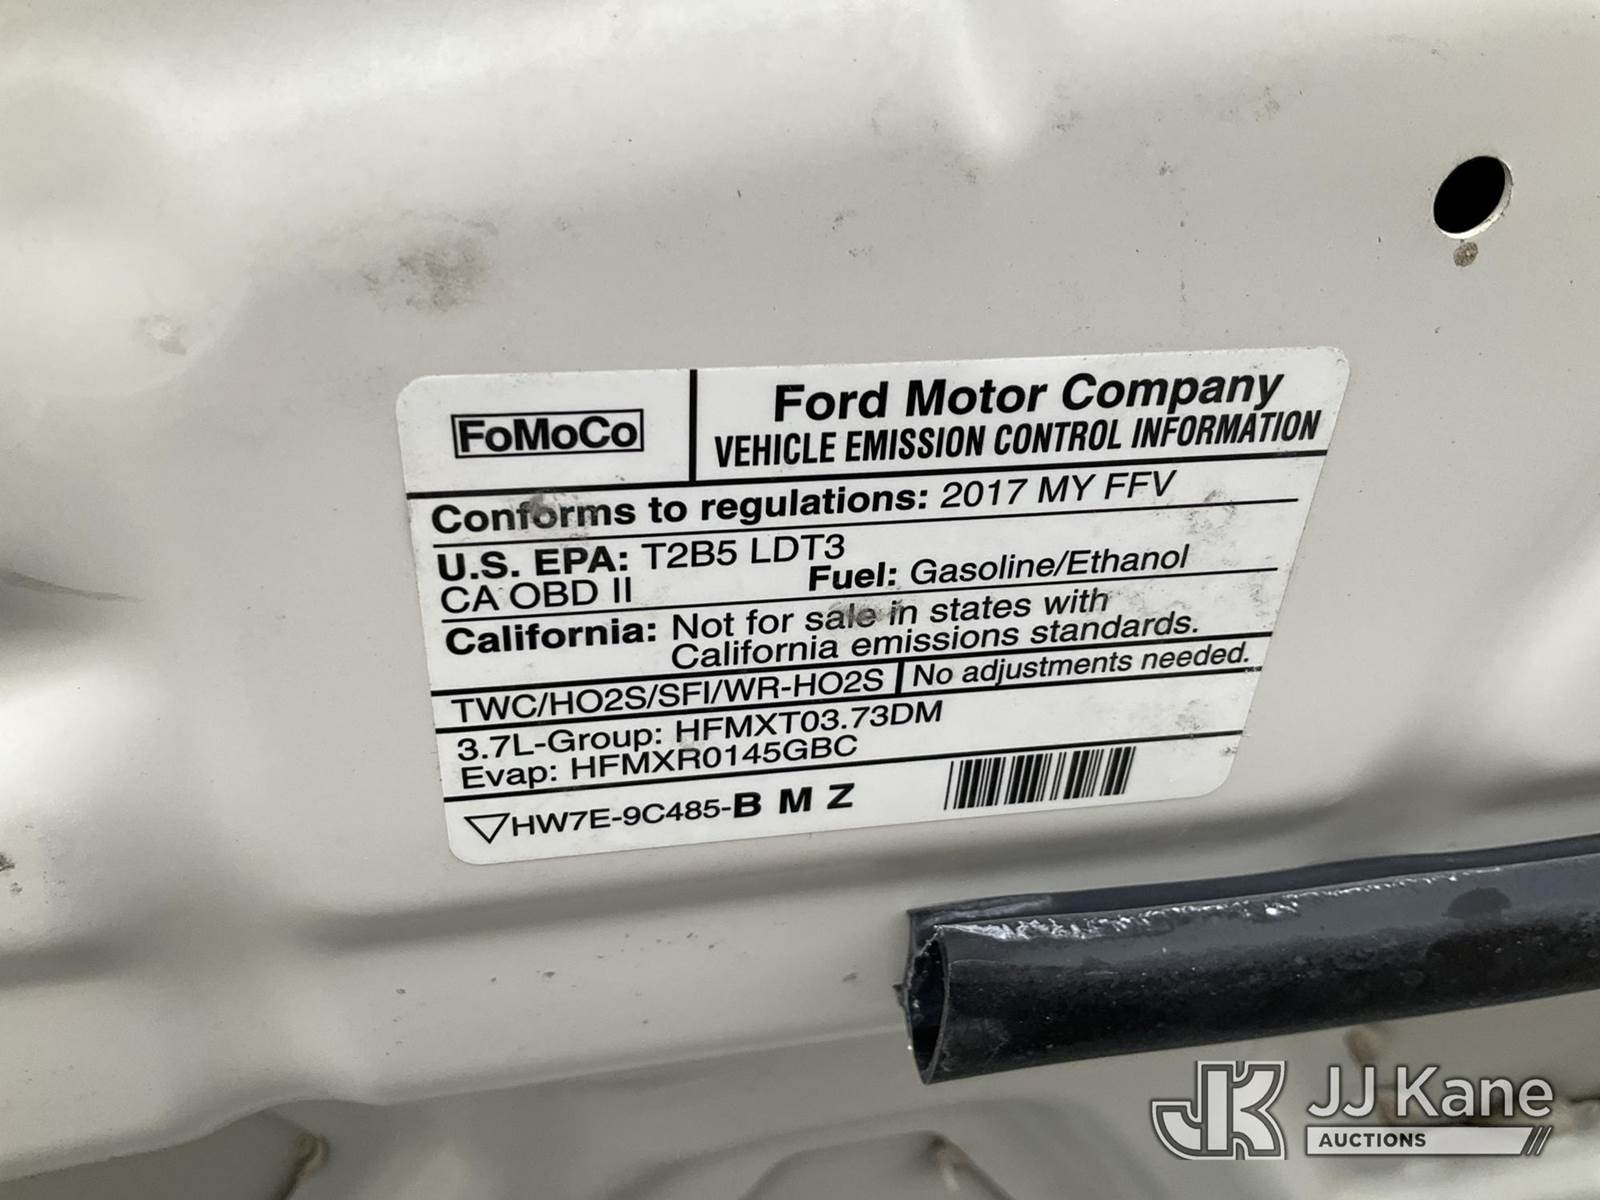 FoMoCo
Ford Motor Company
VEHICLE EMISSION CONTROL INFORMATION
Conforms to regulations: 2017 MY FFV
U.S. EPA: T2B5 LDT3
CA OBD II Fuel: Gasoline/Ethanol
California: Not for sale in states with
California emissions standards.
TWC/HO2S/SFI/WR-HO2S No adjustments needed.
3.7L-Group: HFMXT03.73DM
Evap: HFMXR0145GBC
HW7E-9C485-B M Z
JK JJ Kane
AUCTIONS